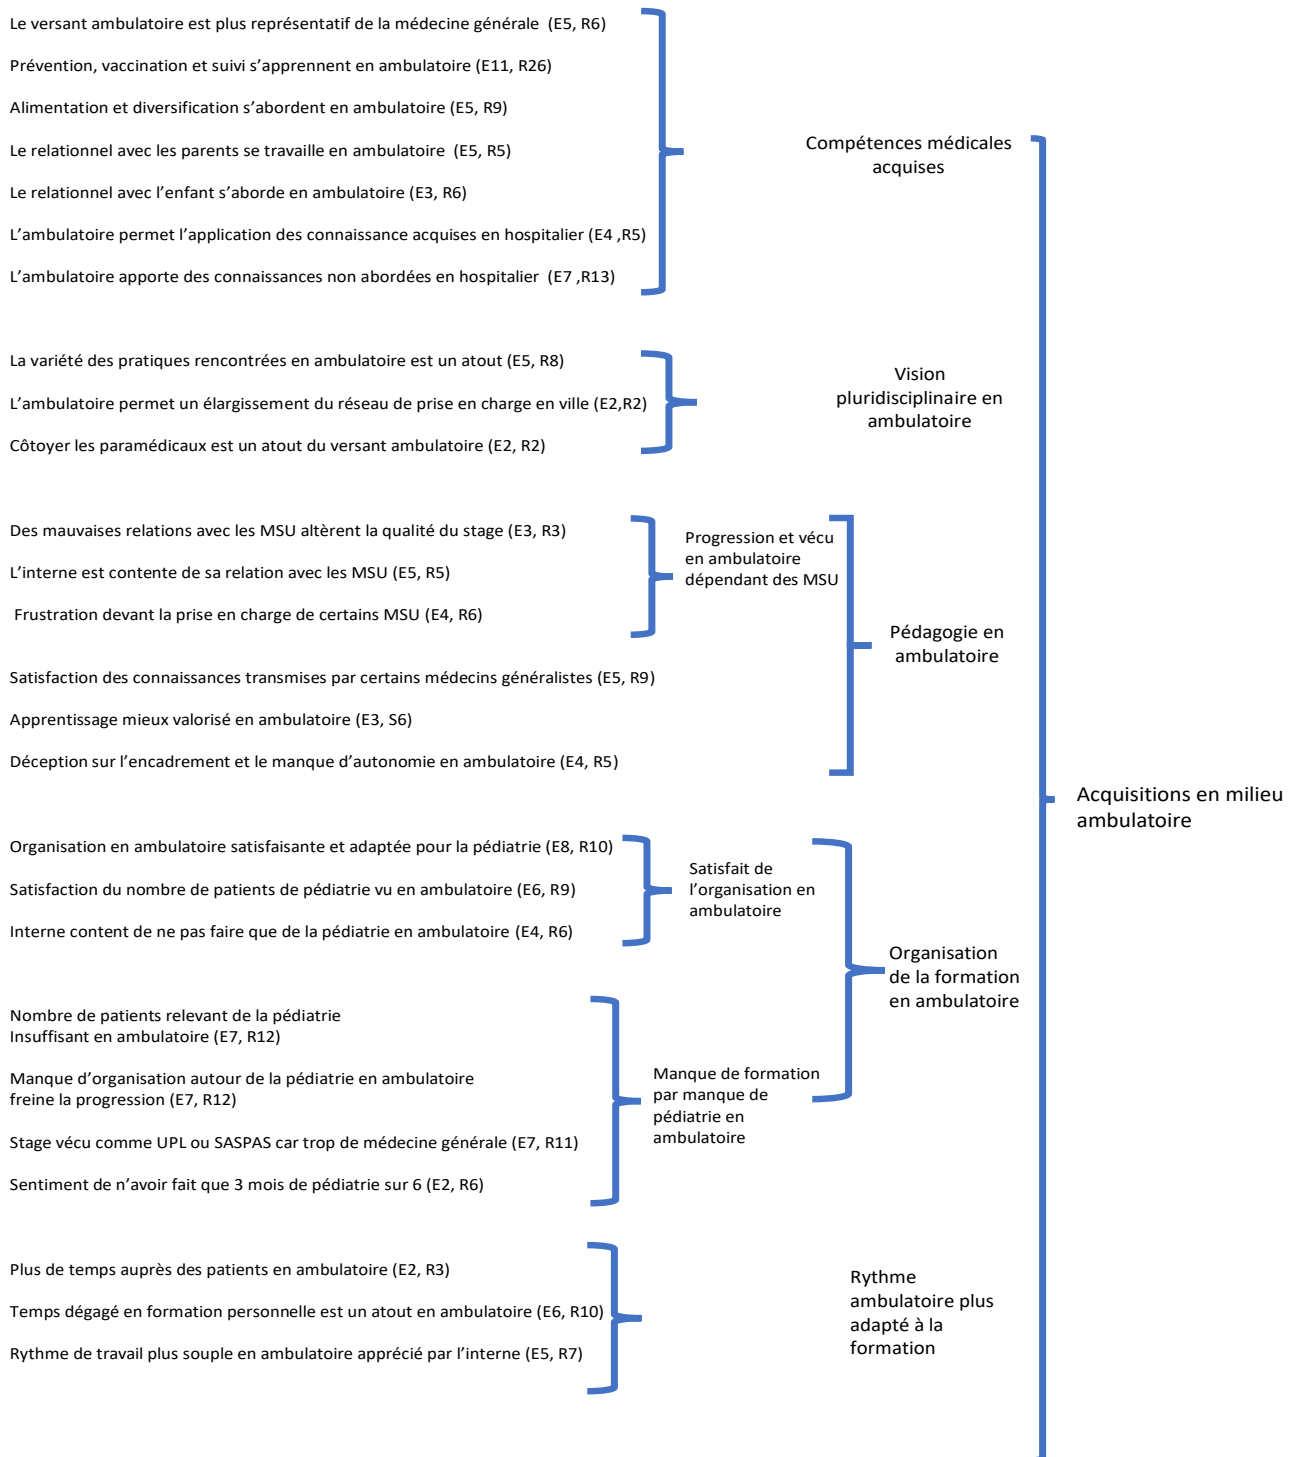 Le versant ambulatoire est plus représentatif de la médecine générale  (E5, R6)
Prévention, vaccination et suivi s’apprennent en ambulatoire (E11, R26)
Alimentation et diversification s’abordent en ambulatoire (E5, R9)
Le relationnel avec les parents se travaille en ambulatoire  (E5, R5)
Le relationnel avec l’enfant s’aborde en ambulatoire (E3, R6)
L’ambulatoire permet l’application des connaissance acquises en hospitalier (E4 ,R5)
L’ambulatoire apporte des connaissances non abordées en hospitalier  (E7 ,R13)
Compétences médicales
acquises
La variété des pratiques rencontrées en ambulatoire est un atout (E5, R8)
L’ambulatoire permet un élargissement du réseau de prise en charge en ville (E2,R2)
Côtoyer les paramédicaux est un atout du versant ambulatoire (E2, R2)
Vision
pluridisciplinaire en
ambulatoire
Des mauvaises relations avec les MSU altèrent la qualité du stage (E3, R3)
L’interne est contente de sa relation avec les MSU (E5, R5)
Frustration devant la prise en charge de certains MSU (E4, R6)
Progression et vécu
en ambulatoire
dépendant des MSU
Satisfaction des connaissances transmises par certains médecins généralistes (E5, R9)
Apprentissage mieux valorisé en ambulatoire (E3, S6)
Déception sur l’encadrement et le manque d’autonomie en ambulatoire (E4, R5)
Pédagogie en
ambulatoire
Organisation en ambulatoire satisfaisante et adaptée pour la pédiatrie (E8, R10)
Satisfaction du nombre de patients de pédiatrie vu en ambulatoire (E6, R9)
Interne content de ne pas faire que de la pédiatrie en ambulatoire (E4, R6)
Satisfait de
l’organisation en
ambulatoire
Nombre de patients relevant de la pédiatrie
Insuffisant en ambulatoire (E7, R12)
Manque d’organisation autour de la pédiatrie en ambulatoire
freine la progression (E7, R12)
Stage vécu comme UPL ou SASPAS car trop de médecine générale (E7, R11)
Sentiment de n’avoir fait que 3 mois de pédiatrie sur 6 (E2, R6)
Manque de formation
par manque de
pédiatrie en
ambulatoire
Organisation
de la formation
en ambulatoire
Plus de temps auprès des patients en ambulatoire (E2, R3)
Temps dégagé en formation personnelle est un atout en ambulatoire (E6, R10)
Rythme de travail plus souple en ambulatoire apprécié par l’interne (E5, R7)
Rythme
ambulatoire plus
adapté à la
formation
Acquisitions en milieu
ambulatoire